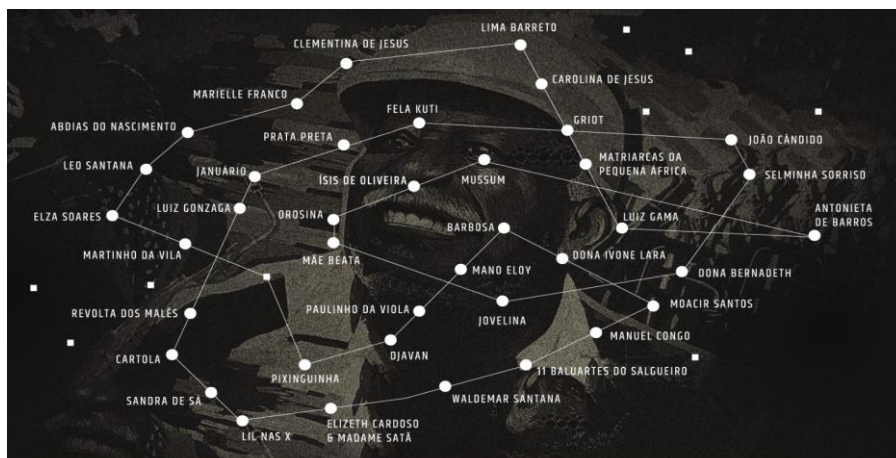 LIMA BARRETO
CLEMENTINA DE JESUS
CAROLINA DE JESUS
MARIELLE FRANCO
FELA KUTI
GRIOT
ABDIAS DO NASCIMENTO
PRATA PRETA
JOÃO CÂNDIDO
LEO SANTANA
JANUÁRIO
ÍSIS DE OLIVEIRA
MUSSUM
MATRIARCAS DA
PEQUENA ÁFRICA
SELMINHA SORRISO
ELZA SOARES
LUIZ GONZAGA
OROSINA
BARBOSA
LUIZ GAMA
ANTONIETA
DE BARROS
MARTINHO DA VILA
MÃE BEATA
MANO ELOY
DONA IVONE LARA
DONA BERNADETH
REVOLTA DOS MALÊS
PAULINHO DA VIOLA
JOVELINA
MOACIR SANTOS
CARTOLA
PIXINGUINHA
DJAVAN
MANUEL CONGO
11 BALUARTES DO SALGUEIRO
SANDRA DE SÁ
WALDEMAR SANTANA
LIL NAS X
ELIZETH CARDOSO
& MADAME SATÃ